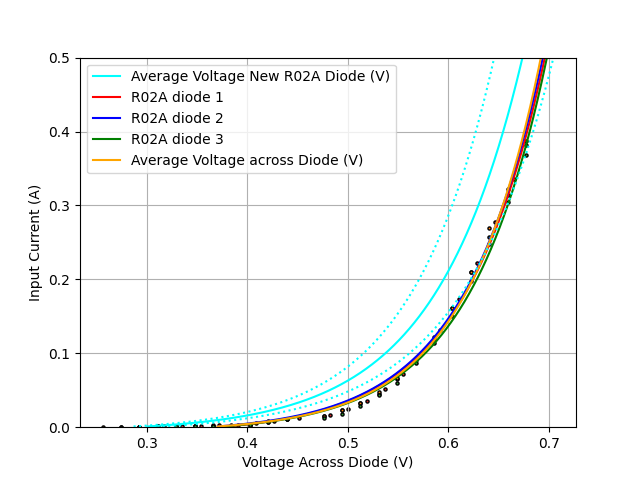 0.5
0.4
0.3
0.2
0.1
0.0
Input Current (A)
Average Voltage New R02A Diode (V)
R02A diode 1
R02A diode 2
R02A diode 3
Average Voltage across Diode (V)
0.3 0.4 0.5 0.6 0.7
Voltage Across Diode (V)